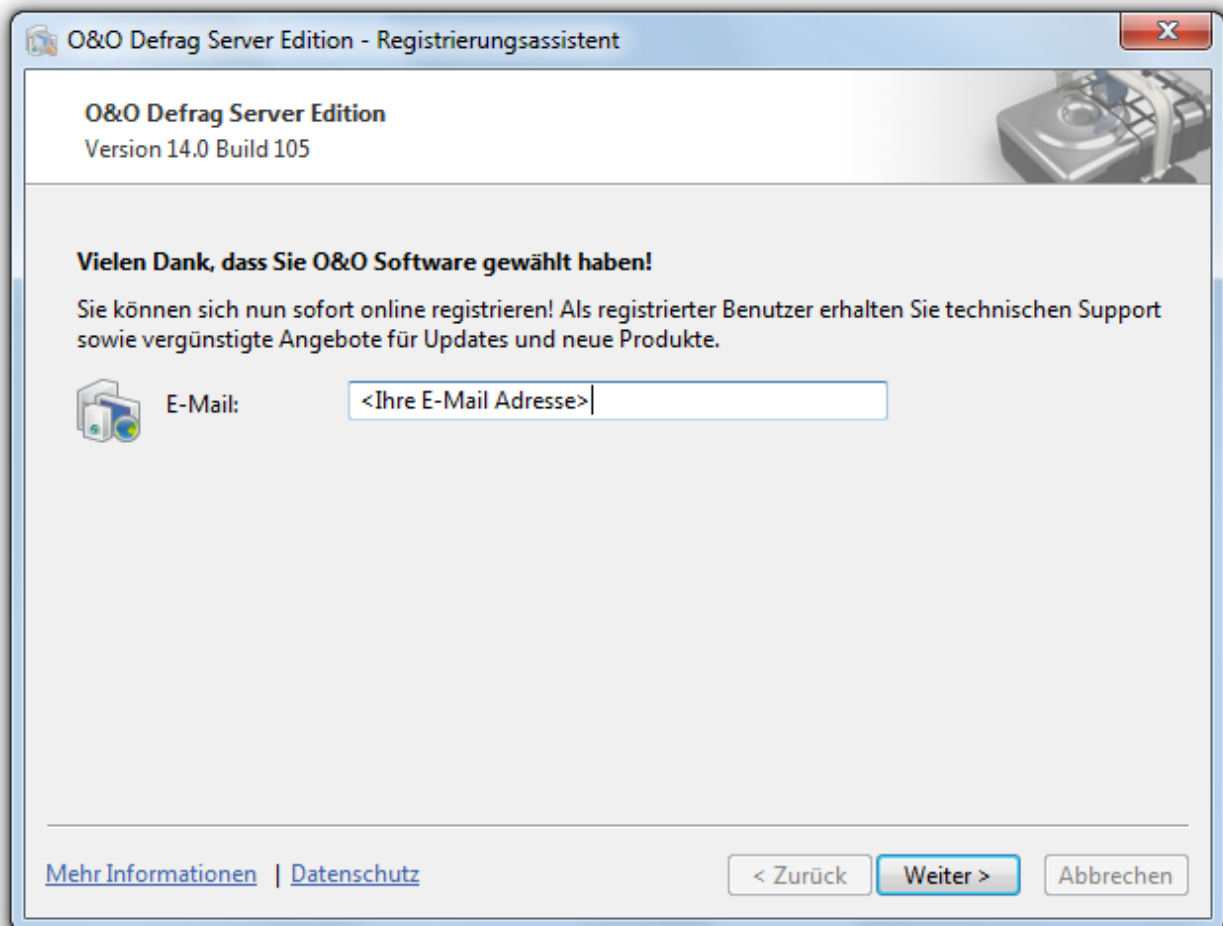 O&O Defrag Server Edition - Registrierungsassistent
O&O Defrag Server Edition
Version 14.0 Build 105
Vielen Dank, dass Sie O&O Software gewählt haben!
Sie können sich nun sofort online registrieren! Als registrierter Benutzer erhalten Sie technischen Support
sowie vergünstigte Angebote für Updates und neue Produkte.
E-Mail: <Ihre E-Mail Adresse>
Mehr Informationen | Datenschutz < Zurück Weiter > Abbrechen